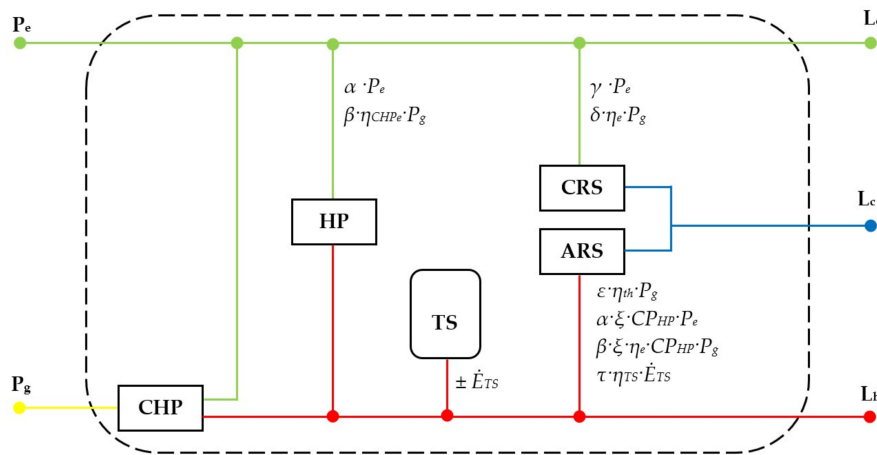 Pe
L
α ·Pe
β·ηCHPe·Pg
γ ·Pe
δ·ηe·Pg
CRS
Lc
HP
ARS
ε·ηth·Pg
α·ξ·CPHP·Pe
β·ξ·ηe·CPHP·Pg
τ·ηTS·ĖTS
TS
± ĖTS
Pg
CHP
Lh